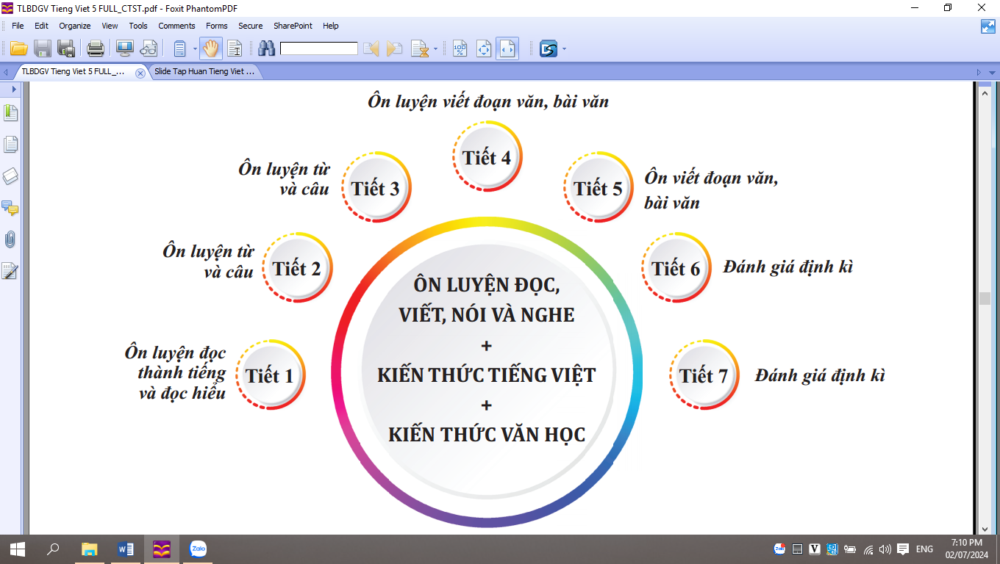 TLBDGV Tieng Viet 5 FULL_CTST.pdf - Foxit PhantomPDF
File Edit Organize View Tools Comments Forms Secure SharePoint Help
TLBDGV Tieng Viet 5 FULL_... Slide Tap Huan Tieng Viet ...
Ôn luyện viết đoạn văn, bài văn
Tiết 4
Ôn luyện từ
và câu
Tiết 3
Tiết 5
Ôn viết đoạn văn,
bài văn
Ôn luyện từ
và câu
Tiết 2
Tiết 6
Đánh giá định kì
ÔN LUYỆN ĐỌC,
VIẾT, NÓI VÀ NGHE
+
KIẾN THỨC TIẾNG VIỆT
+
KIẾN THỨC VĂN HỌC
Ôn luyện đọc
thành tiếng
và đọc hiểu
Tiết 1
Tiết 7
Đánh giá định kì
Zalo
ENG
7:10 PM
02/07/2024